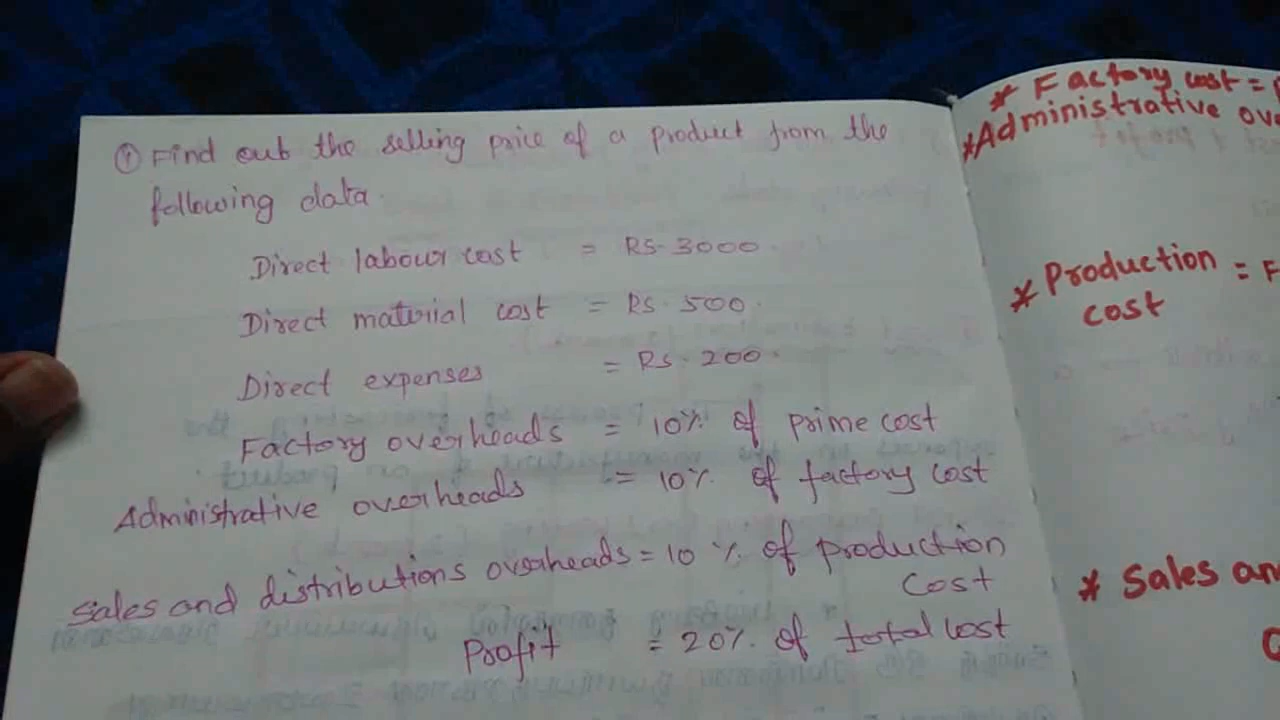 ① Find out the selling price of a product from the
following data.
Direct labour cost = RS. 3000.
Direct material cost = RS. 500.
Direct expenses = RS. 200.
Factory overheads = 10% of prime cost
Administrative overheads = 10% of factory cost
Sales and distributions overheads = 10 % of production
cost
Profit = 20% of total cost
* Factory cost =
* Administrative
* Production = F
cost
* Sales